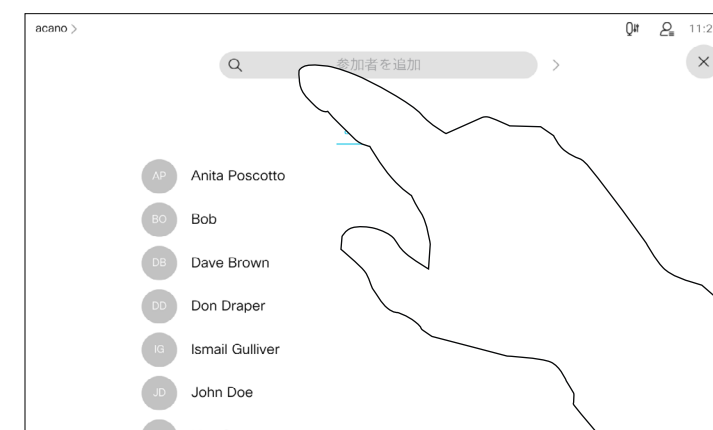 acano
11:2
参加者を追加
AP Anita Poscotto
BO Bob
DB Dave Brown
DD Don Draper
IG Ismail Gulliver
JD John Doe